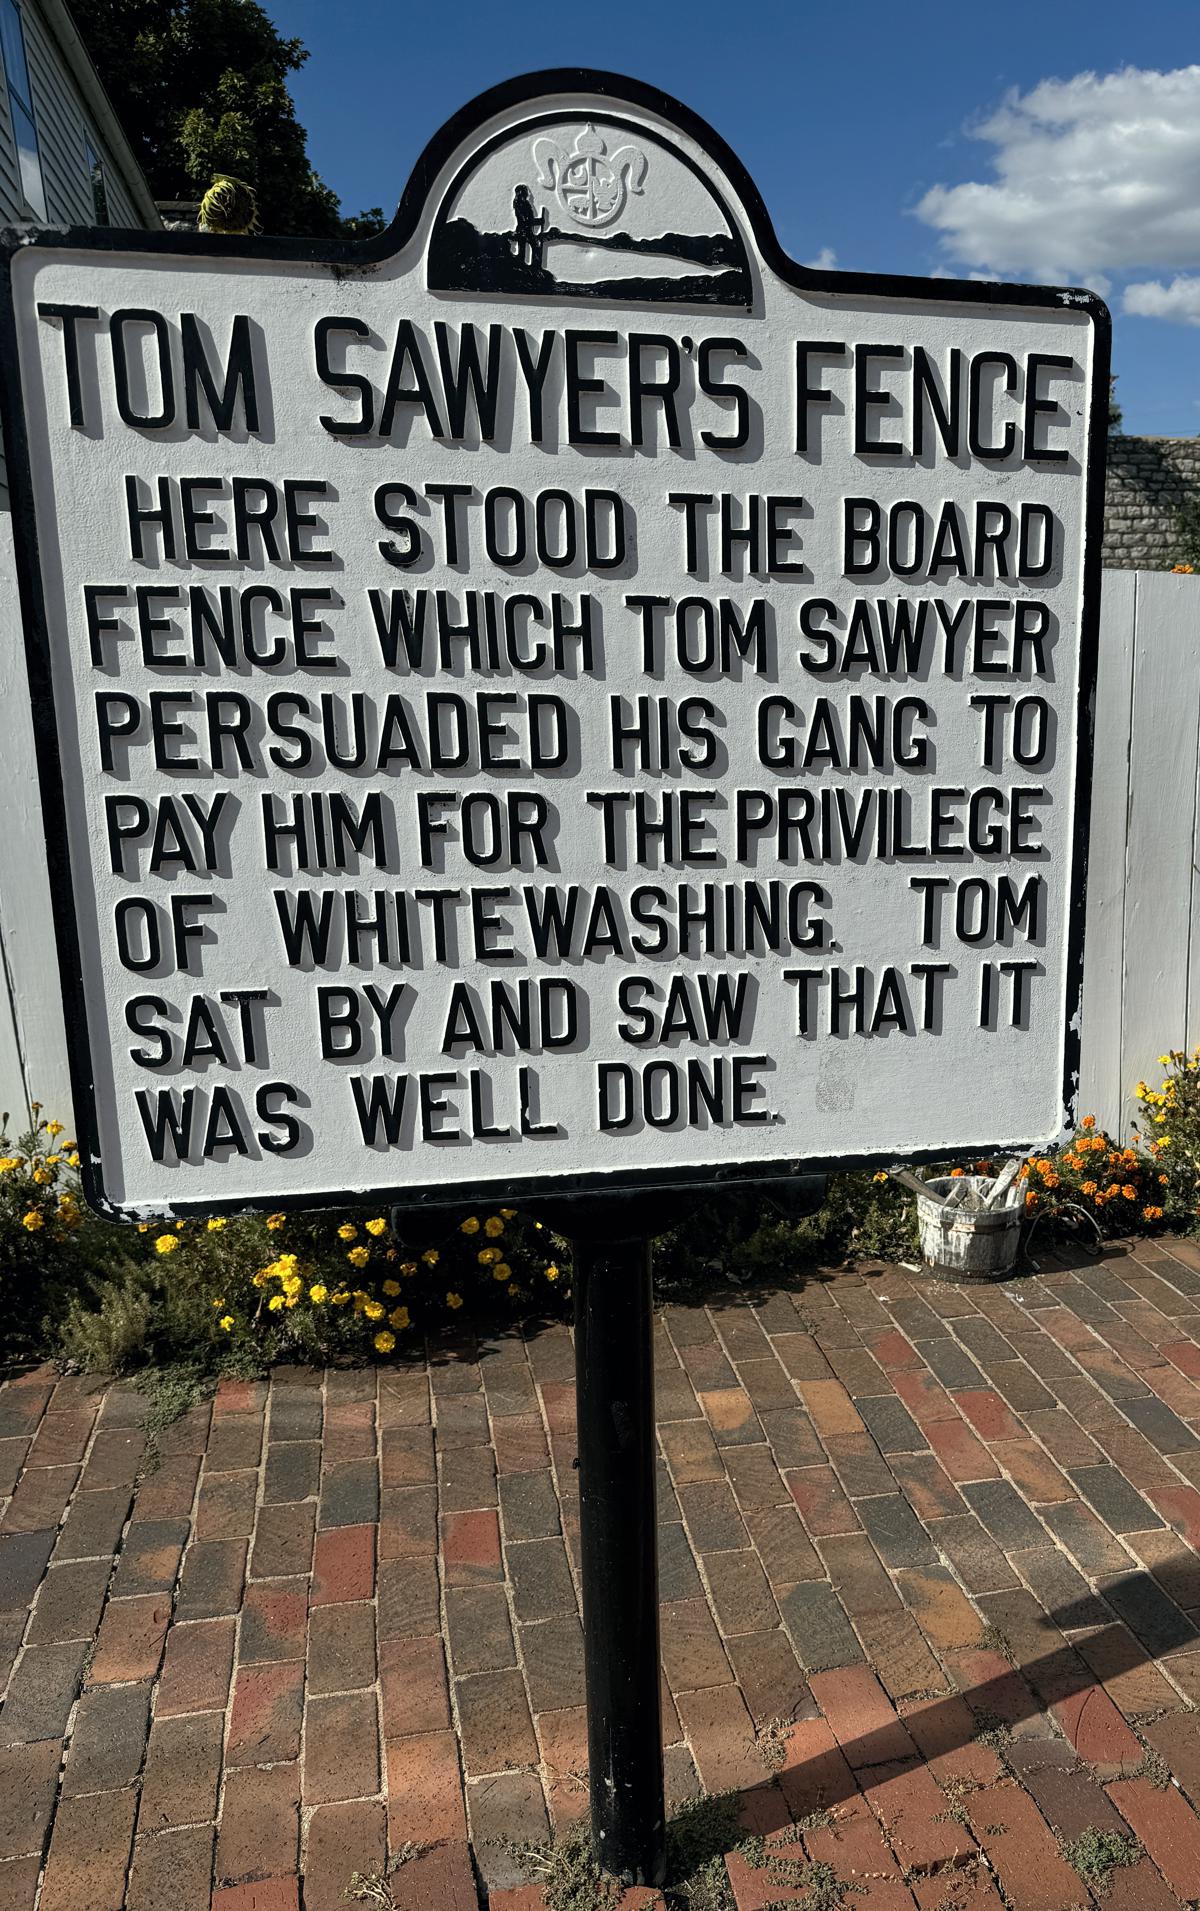 TOM SAWYER'S FENCE
HERE STOOD THE BOARD
FENCE WHICH TOM SAWYER
PERSUADED HIS GANG TO
PAY HIM FOR THE PRIVILEGE
OF WHITEWASHING. TOM
SAT BY AND SAW THAT IT
WAS WELL DONE.